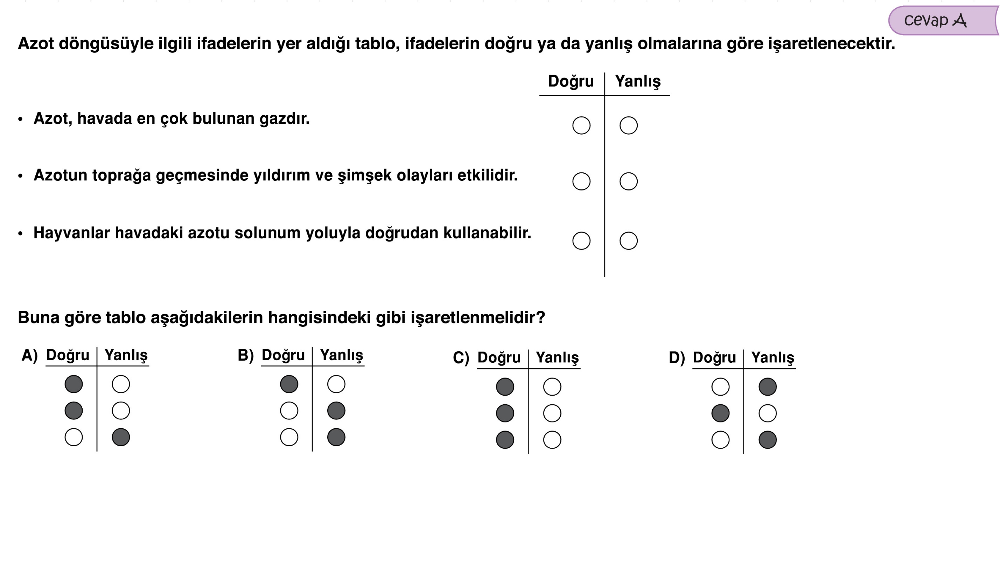 cevap A
Azot döngüsüyle ilgili ifadelerin yer aldığı tablo, ifadelerin doğru ya da yanlış olmalarına göre işaretlenecektir.
Doğru Yanlış
• Azot, havada en çok bulunan gazdır.
• Azotun toprağa geçmesinde yıldırım ve şimşek olayları etkilidir.
• Hayvanlar havadaki azotu solunum yoluyla doğrudan kullanabilir.
Buna göre tablo aşağıdakilerin hangisindeki gibi işaretlenmelidir?
A) Doğru Yanlış
B) Doğru Yanlış
C) Doğru Yanlış
D) Doğru Yanlış